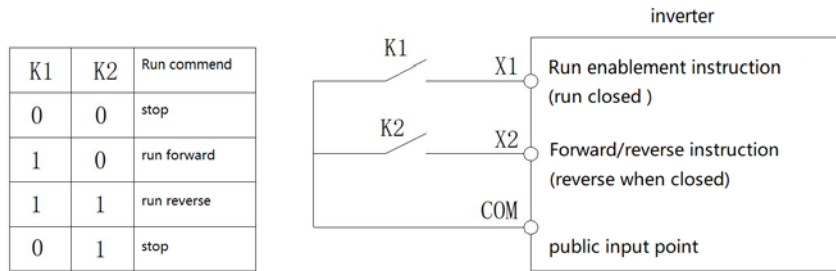 K1 K2 Run commend
0 0 stop
1 0 run forward
1 1 run reverse
0 1 stop
inverter
K1
X1 Run enablement instruction
(run closed )
K2
X2 Forward/reverse instruction
(reverse when closed)
COM
public input point